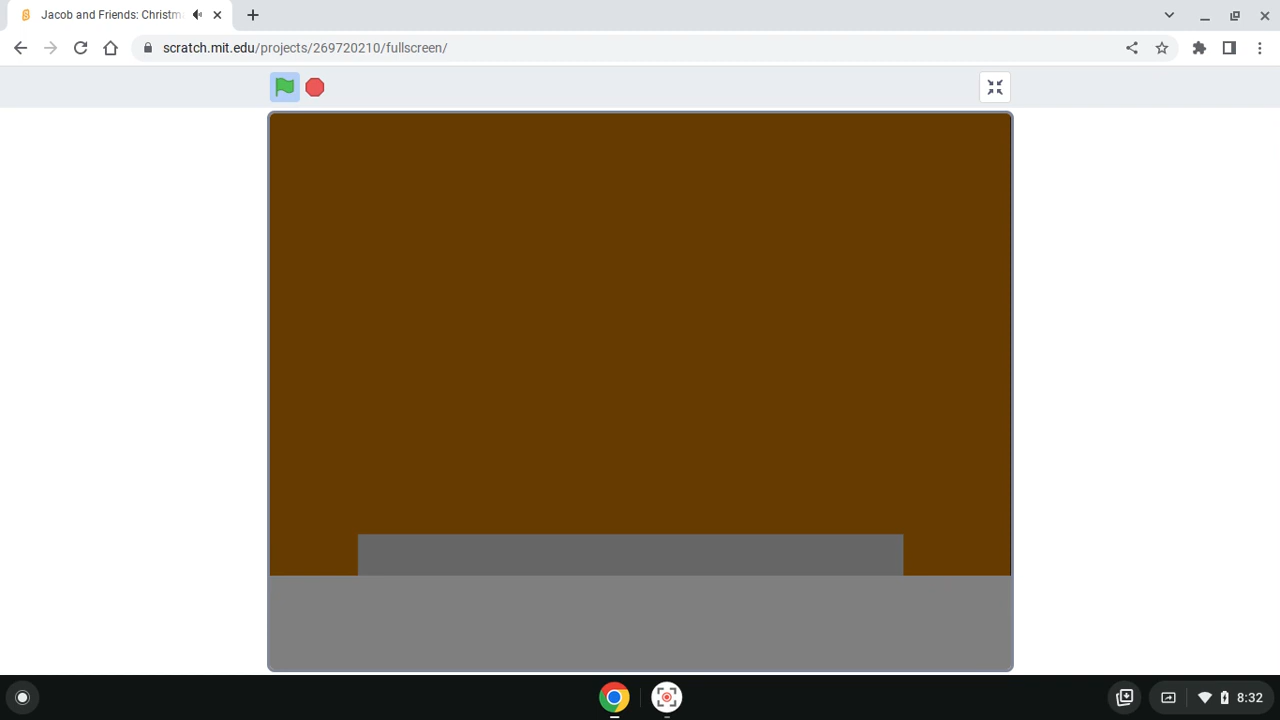 Jacob and Friends: Christm
scratch.mit.edu/projects/269720210/fullscreen/
8:32